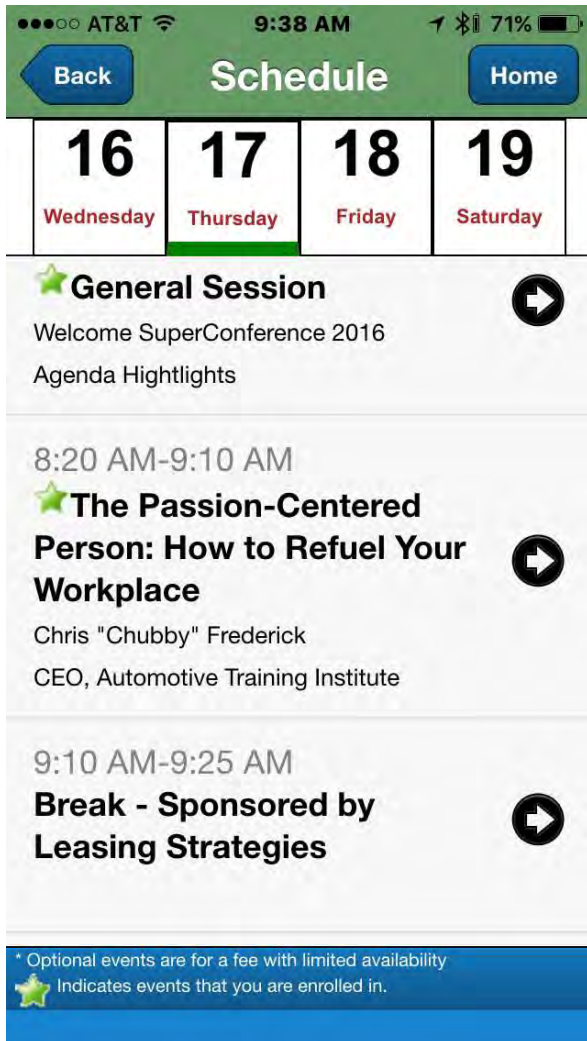 AT&T 9:38 AM 71%
Back Schedule Home
16 17 18 19
Wednesday Thursday Friday Saturday
General Session
Welcome SuperConference 2016
Agenda Hightlights
8:20 AM-9:10 AM
The Passion-Centered
Person: How to Refuel Your
Workplace
Chris "Chubby" Frederick
CEO, Automotive Training Institute
9:10 AM-9:25 AM
Break - Sponsored by
Leasing Strategies
* Optional events are for a fee with limited availability
Indicates events that you are enrolled in.